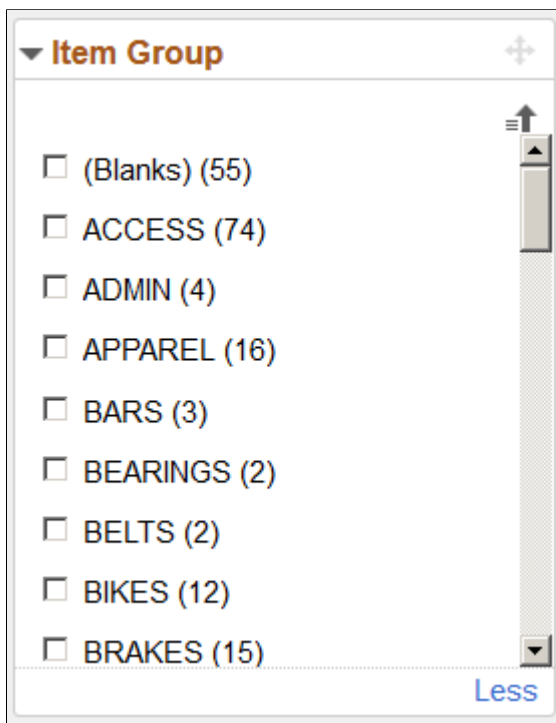 Item Group
(Blanks) (55)
ACCESS (74)
ADMIN (4)
APPAREL (16)
BARS (3)
BEARINGS (2)
BELTS (2)
BIKES (12)
BRAKES (15)
Less